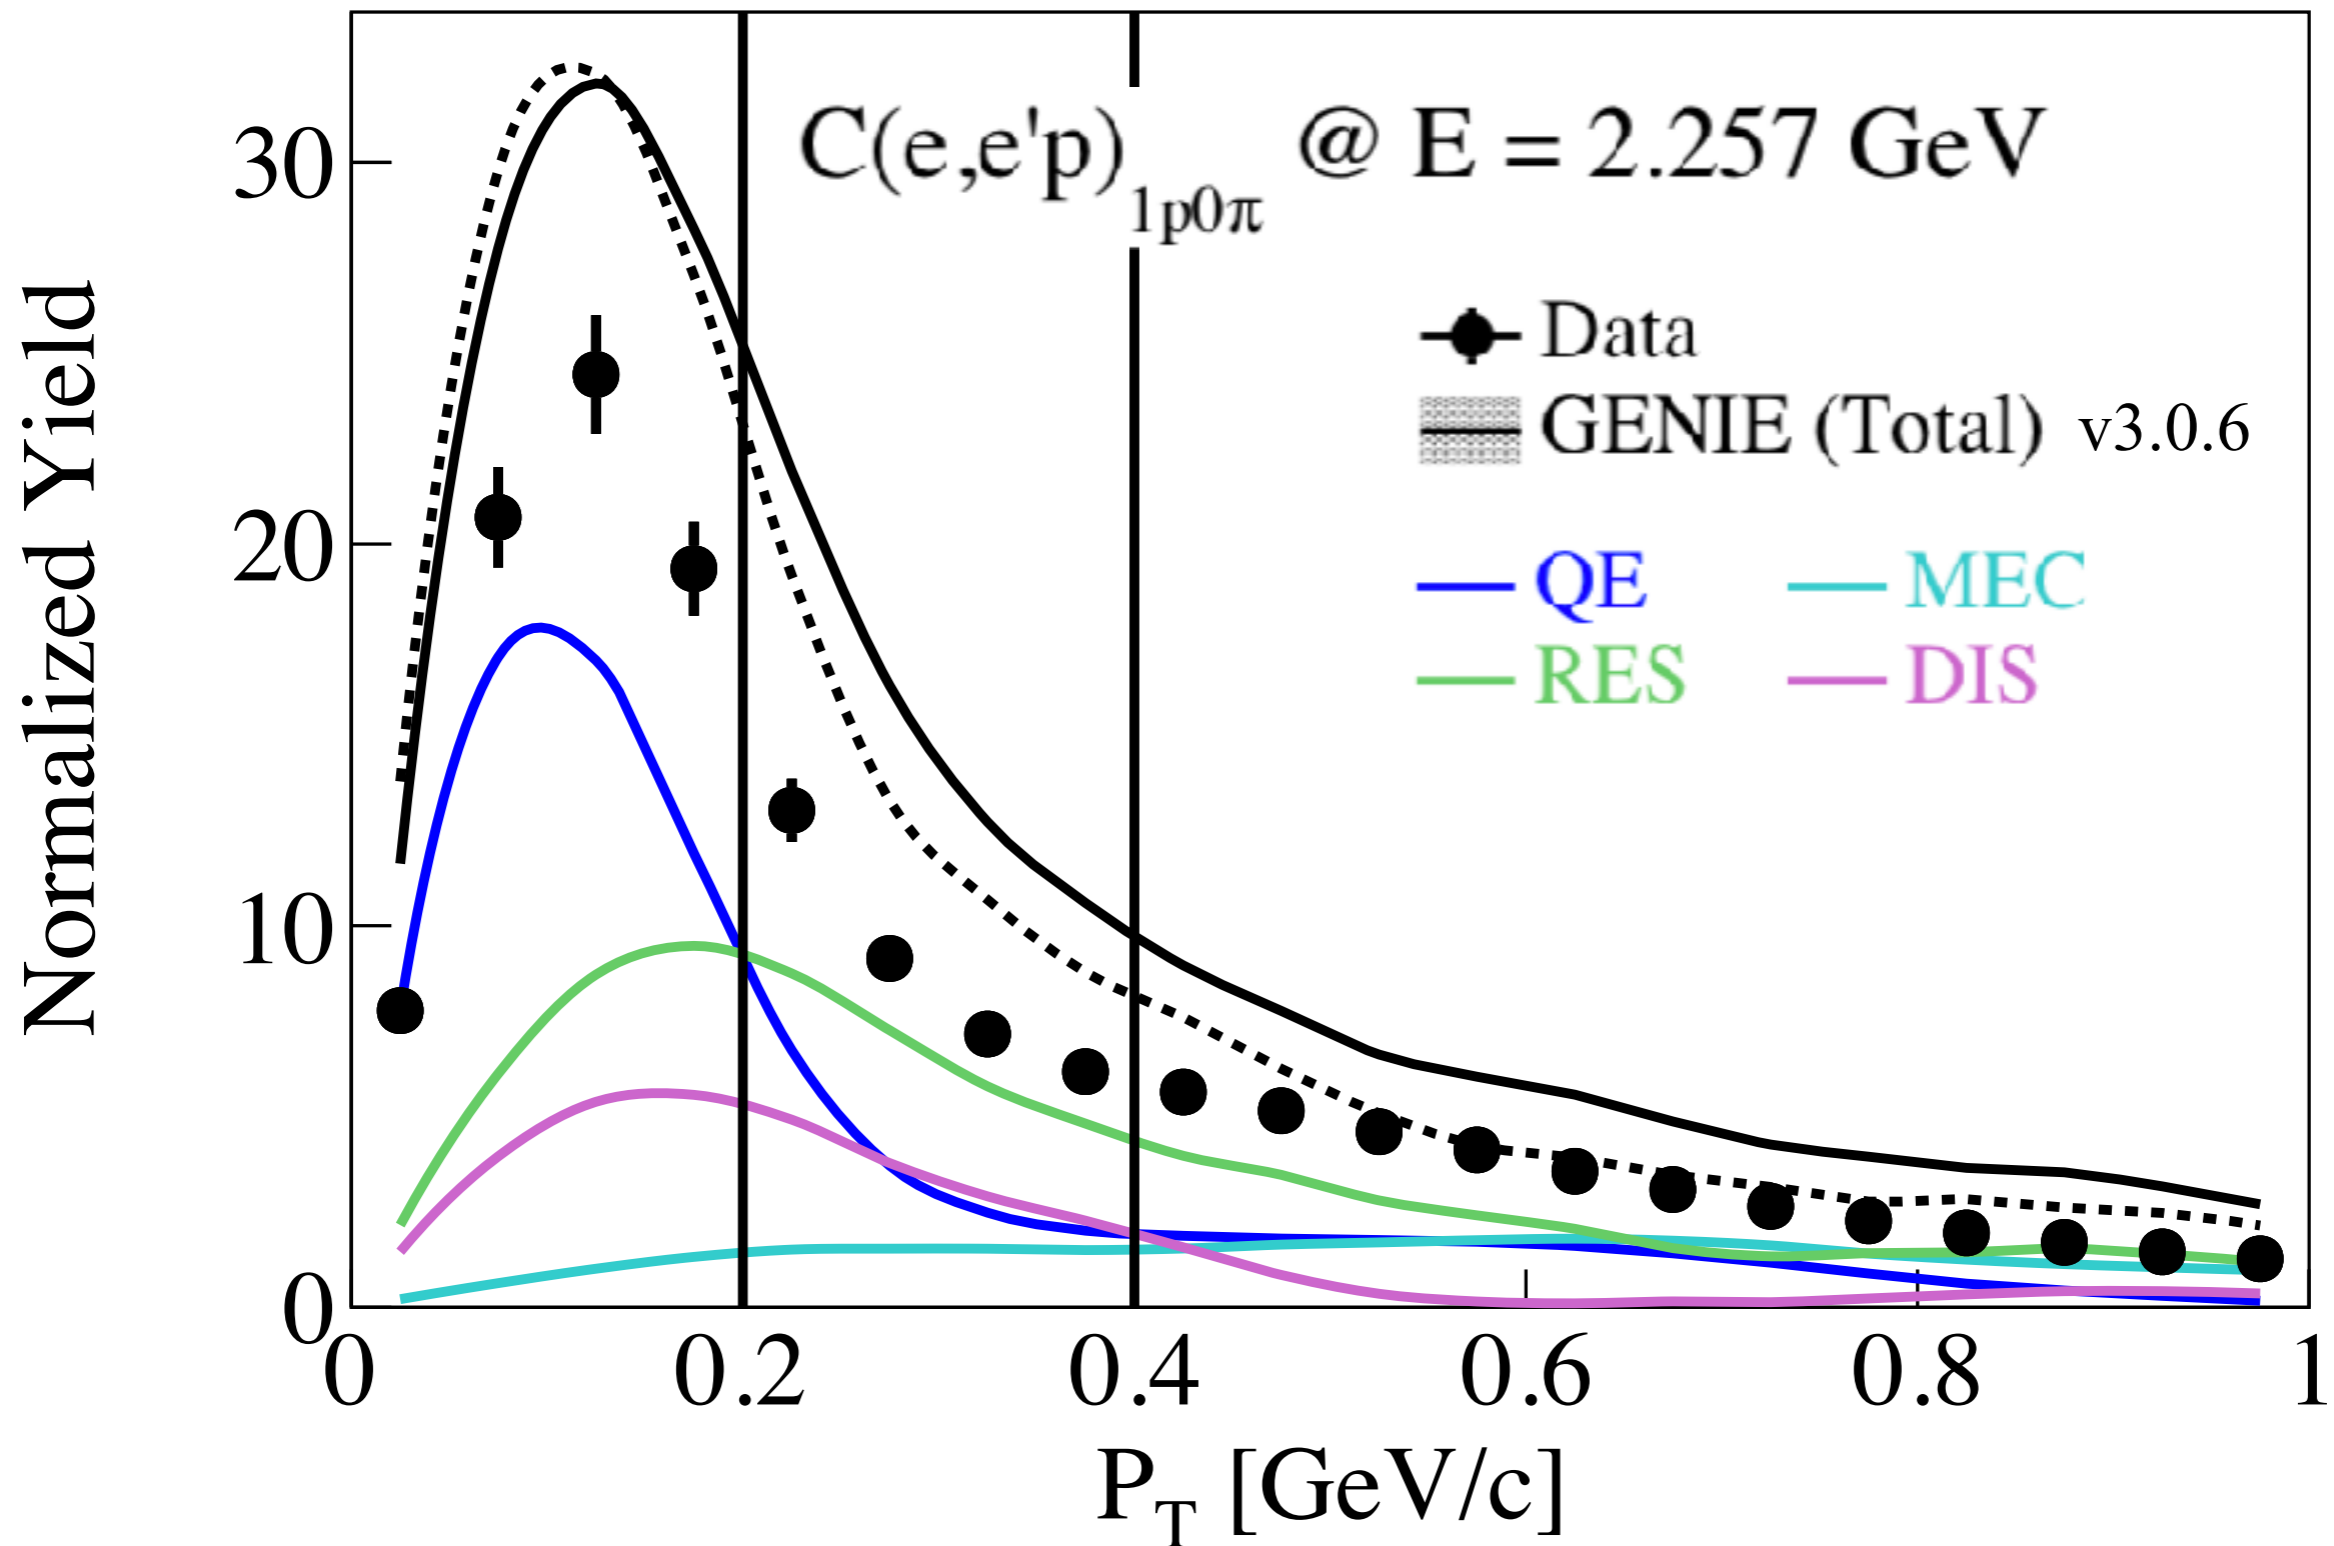 C(e,e'p)1p0π @ E = 2.257 GeV
Data
GENIE (Total) v3.0.6
QE MEC
RES DIS
Normalized Yield
30
20
10
0
0 0.2 0.4 0.6 0.8 1
PT [GeV/c]